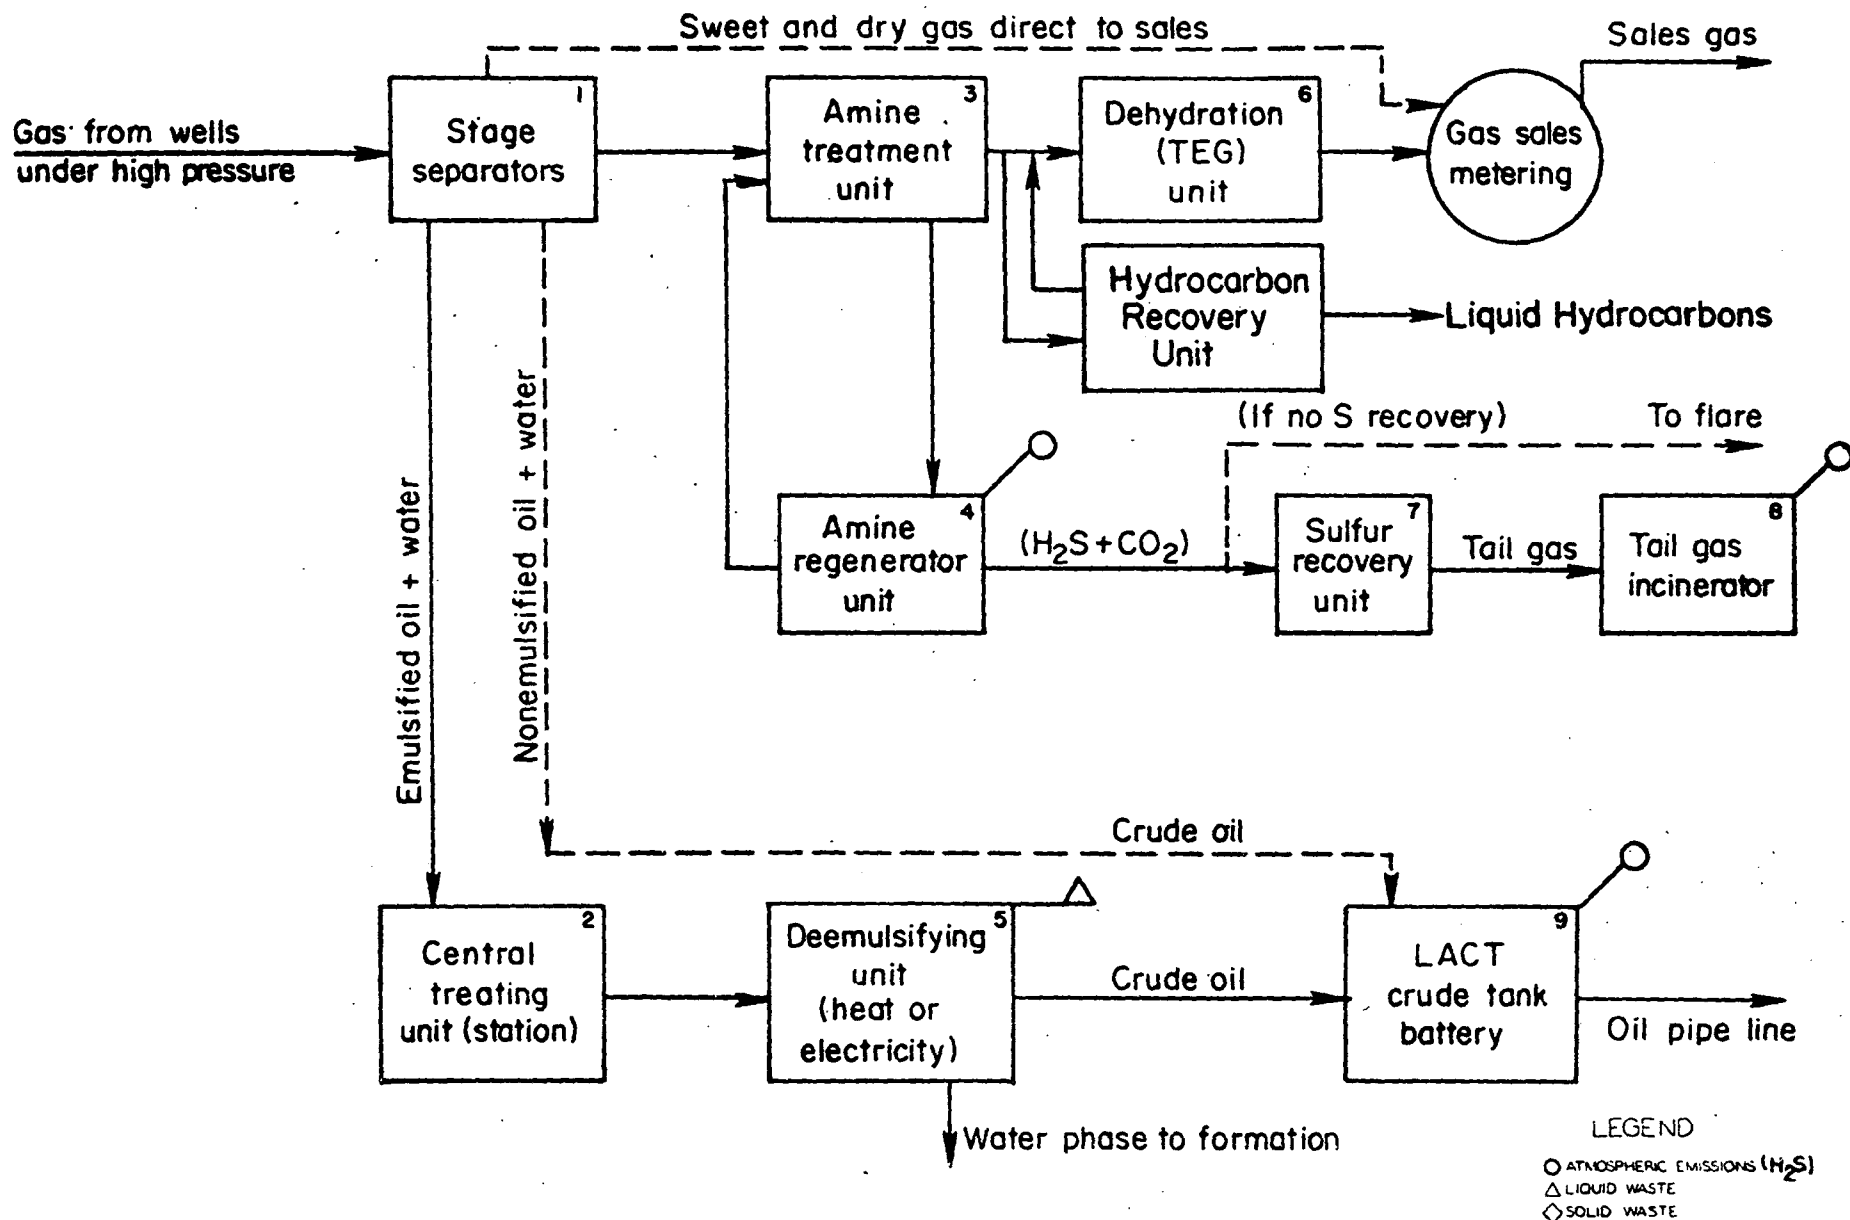 Sweet and dry gas direct to sales
Sales gas
Gas from wells
under high pressure
1
Stage
separators
3
Amine
treatment
unit
6
Dehydration
(TEG)
unit
Gas sales
metering
Hydrocarbon
Recovery
Unit
Liquid Hydrocarbons
Emulsified oil + water
Nonemulsified oil + water
(If no S recovery)
To flare
4
Amine
regenerator
unit
(H₂S+CO₂)
7
Sulfur
recovery
unit
Tail gas
8
Tail gas
incinerator
Crude oil
2
Central
treating
unit (station)
5
Deemulsifying
unit
(heat or
electricity)
Crude oil
9
LACT
crude tank
battery
Oil pipe line
Water phase to formation
LEGEND
ATMOSPHERIC EMISSIONS (H₂S)
LIQUID WASTE
SOLID WASTE